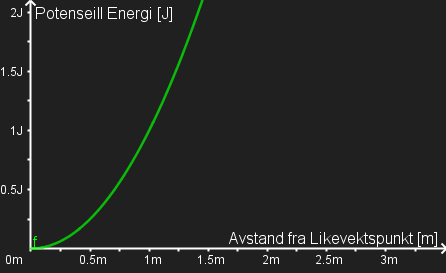 2J
Potenseill Energi [J]
1.5J
1J
0.5J
f
Avstand fra Likevektspunkt [m]
0m
0.5m
1m
1.5m
2m
2.5m
3m